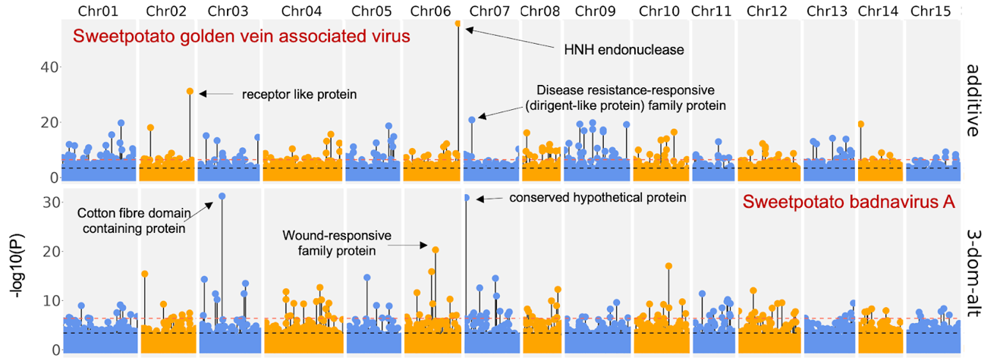 Chr01 Chr02 Chr03 Chr04 Chr05 Chr06 Chr07 Chr08 Chr09 Chr10 Chr11 Chr12 Chr13 Chr14 Chr15
Sweetpotato golden vein associated virus
HNH endonuclease
40
receptor like protein
Disease resistance-responsive
(dirigent-like protein) family protein
20
0
additive
30
Cotton fibre domain
containing protein
conserved hypothetical protein
Sweetpotato badnavirus A
Wound-responsive
family protein
20
10
0
3-dom-alt
-log10(P)